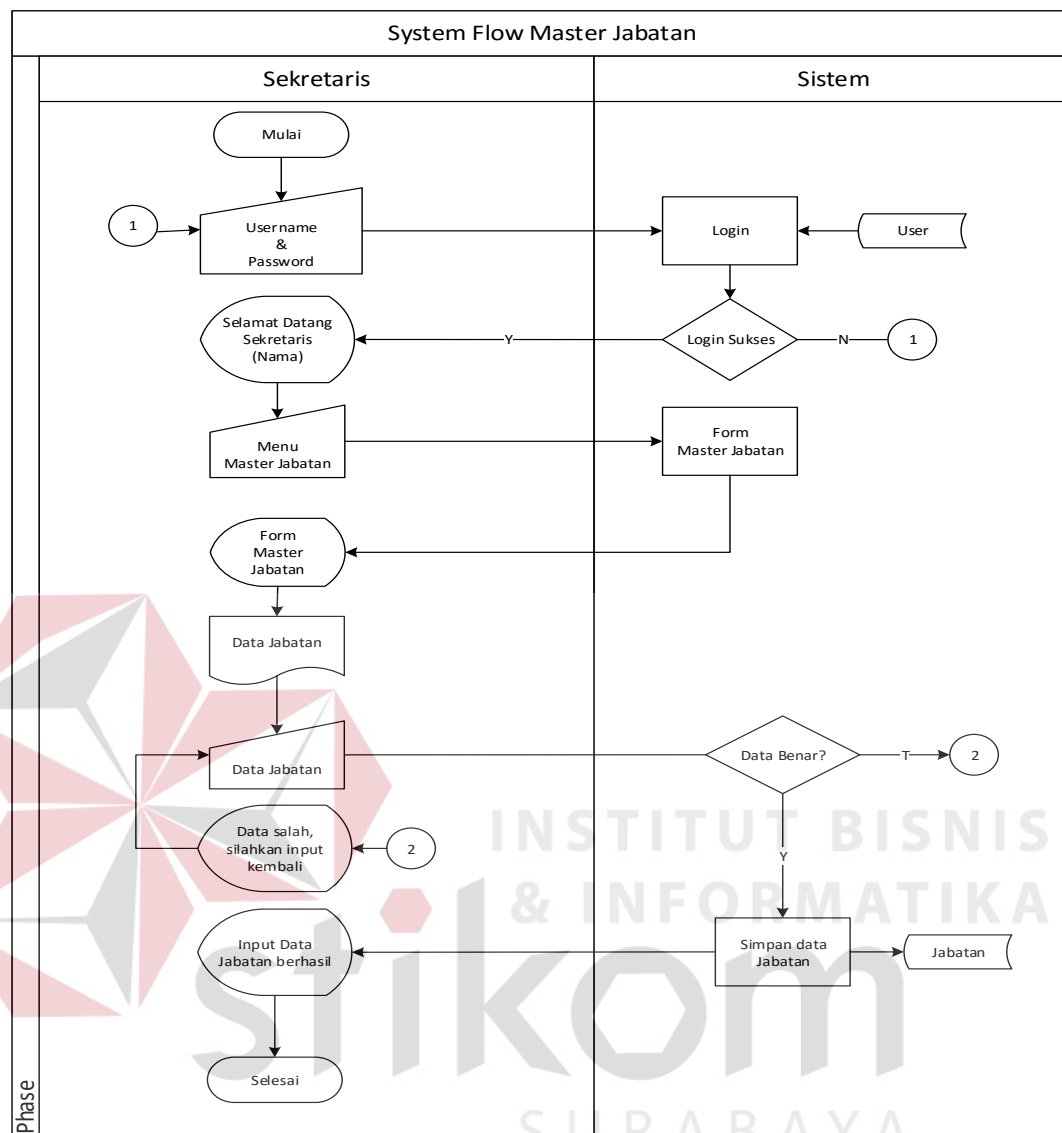 System Flow Master Jabatan
Sekretaris
Sistem
Mulai
1
Username
&
Password
Login
User
Selamat Datang
Sekretaris
(Nama)
Y
Login Sukses
N
1
Menu
Master Jabatan
Form
Master Jabatan
Form
Master
Jabatan
Data Jabatan
Data Jabatan
Data Benar?
T
2
Data salah,
silahkan input
kembali
2
Y
Input Data
Jabatan berhasil
Simpan data
Jabatan
Jabatan
Selesai
Phase
INSTITUT BISNIS
& INFORMATIKA
stikom
SURABAYA